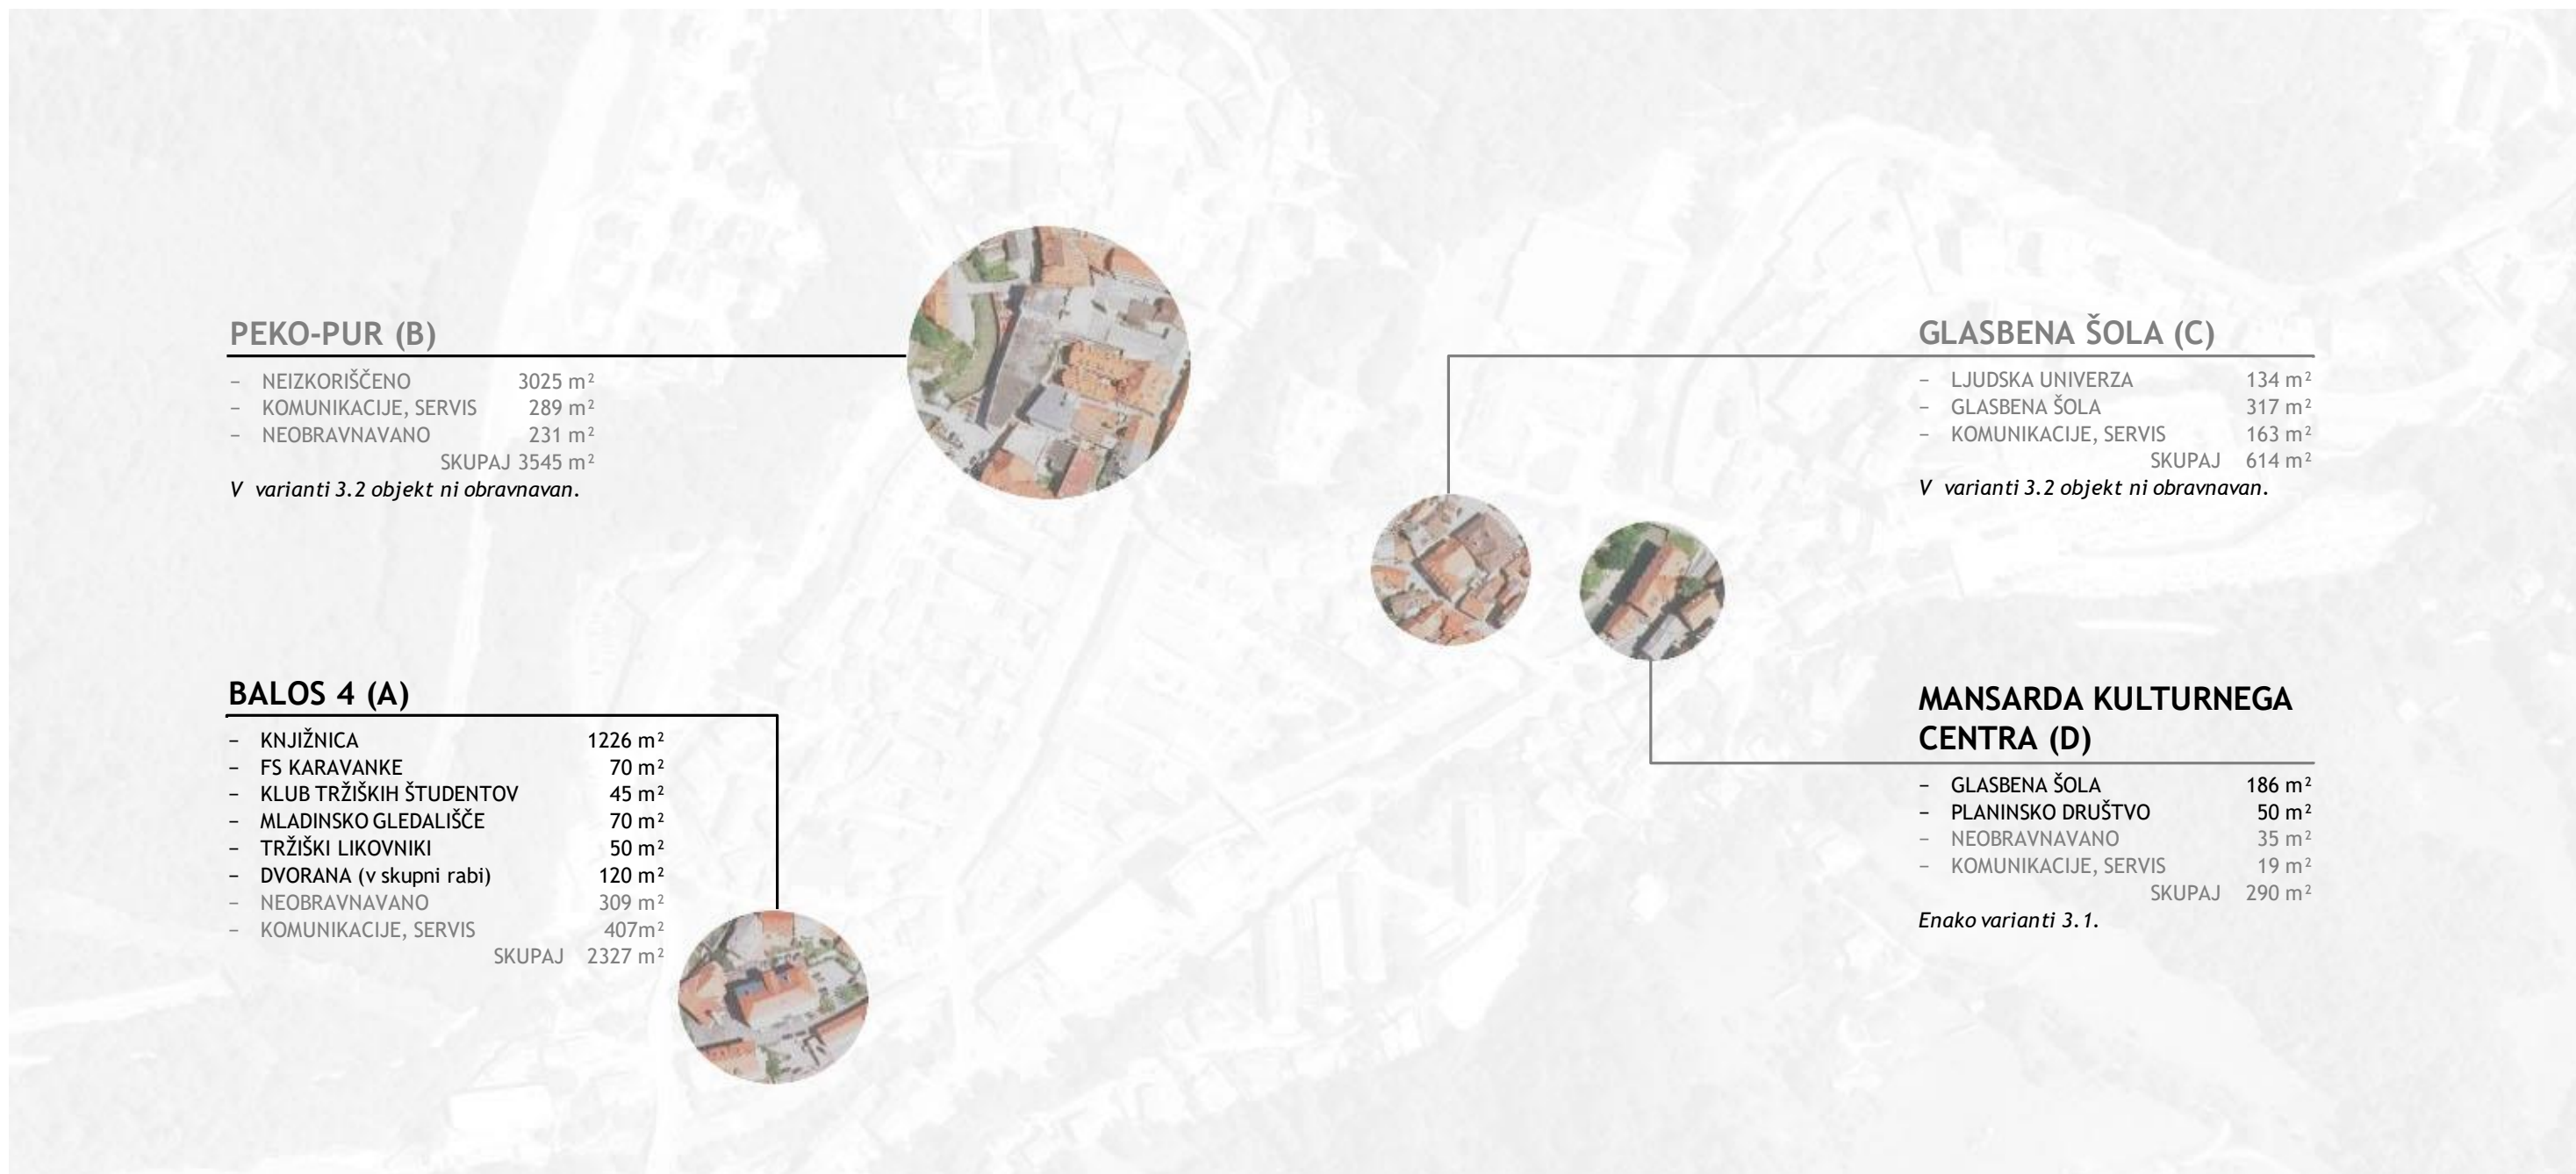 PEKO-PUR (B)
– NEIZKORIŠČENO 3025 m²
– KOMUNIKACIJE, SERVIS 289 m²
– NEOBRAVNAVANO 231 m²
SKUPAJ 3545 m²
V varianti 3.2 objekt ni obravnavan.
GLASBENA ŠOLA (C)
– LJUDSKA UNIVERZA 134 m²
– GLASBENA ŠOLA 317 m²
– KOMUNIKACIJE, SERVIS 163 m²
SKUPAJ 614 m²
V varianti 3.2 objekt ni obravnavan.
BALOS 4 (A)
– KNJIŽNICA 1226 m²
– FS KARAVANKE 70 m²
– KLUB TRŽIŠKIH ŠTUDENTOV 45 m²
– MLADINSKO GLEDALIŠČE 70 m²
– TRŽIŠKI LIKOVNIKI 50 m²
– DVORANA (v skupni rabi) 120 m²
– NEOBRAVNAVANO 309 m²
– KOMUNIKACIJE, SERVIS 407m²
SKUPAJ 2327 m²
MANSARDA KULTURNEGA
CENTRA (D)
– GLASBENA ŠOLA 186 m²
– PLANINSKO DRUŠTVO 50 m²
– NEOBRAVNAVANO 35 m²
– KOMUNIKACIJE, SERVIS 19 m²
SKUPAJ 290 m²
Enako varianti 3.1.